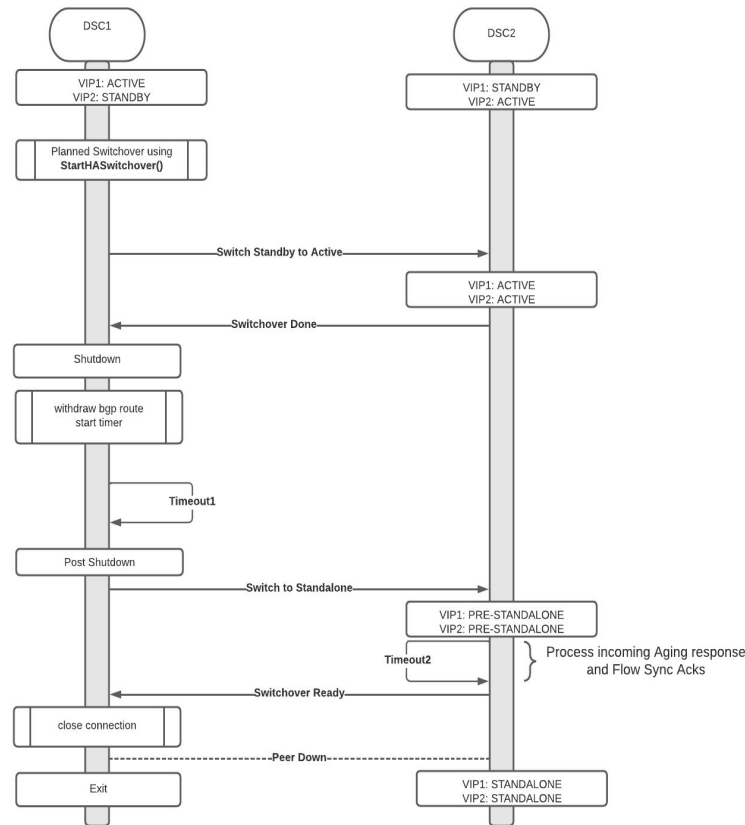 DSC1
DSC2
VIP1: ACTIVE
VIP2: STANDBY
VIP1: STANDBY
VIP2: ACTIVE
Planned Switchover using
StartHASwitchover()
Switch Standby to Active
VIP1: ACTIVE
VIP2: ACTIVE
Switchover Done
Shutdown
withdraw bgp route
start timer
Timeout1
Post Shutdown
Switch to Standalone
VIP1: PRE-STANDALONE
VIP2: PRE-STANDALONE
Timeout2
Process incoming Aging response
and Flow Sync Acks
Switchover Ready
close connection
Peer Down
Exit
VIP1: STANDALONE
VIP2: STANDALONE